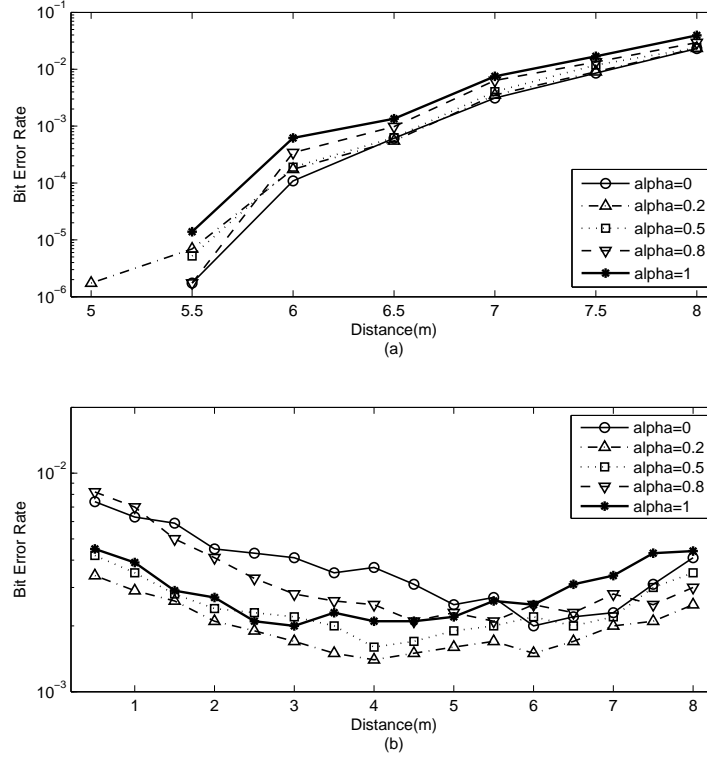 10^-1
10^-2
10^-3
10^-4
10^-5
10^-6
Bit Error Rate
alpha=0
alpha=0.2
alpha=0.5
alpha=0.8
alpha=1
5 5.5 6 6.5 7 7.5 8
Distance(m)
(a)
10^-2
10^-3
Bit Error Rate
alpha=0
alpha=0.2
alpha=0.5
alpha=0.8
alpha=1
1 2 3 4 5 6 7 8
Distance(m)
(b)